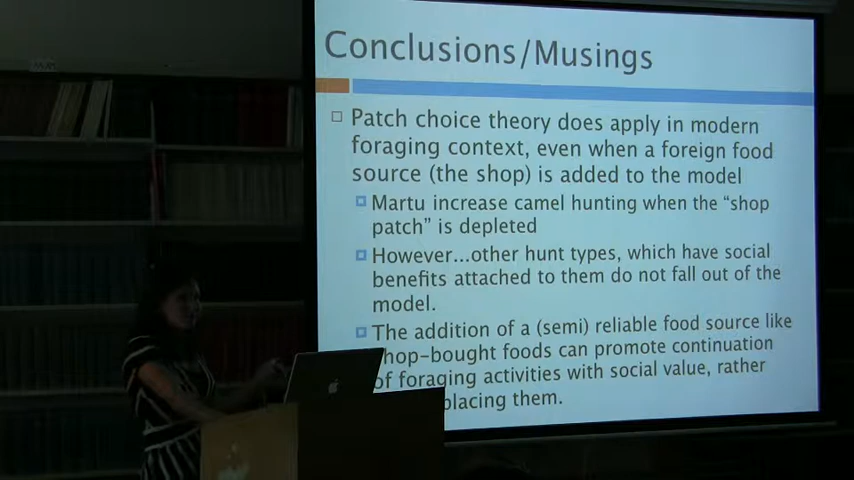 Conclusions/Musings
Patch choice theory does apply in modern
foraging context, even when a foreign food
source (the shop) is added to the model
Martu increase camel hunting when the "shop
patch" is depleted
However...other hunt types, which have social
benefits attached to them do not fall out of the
model.
The addition of a (semi) reliable food source like
hop-bought foods can promote continuation
of foraging activities with social value, rather
placing them.